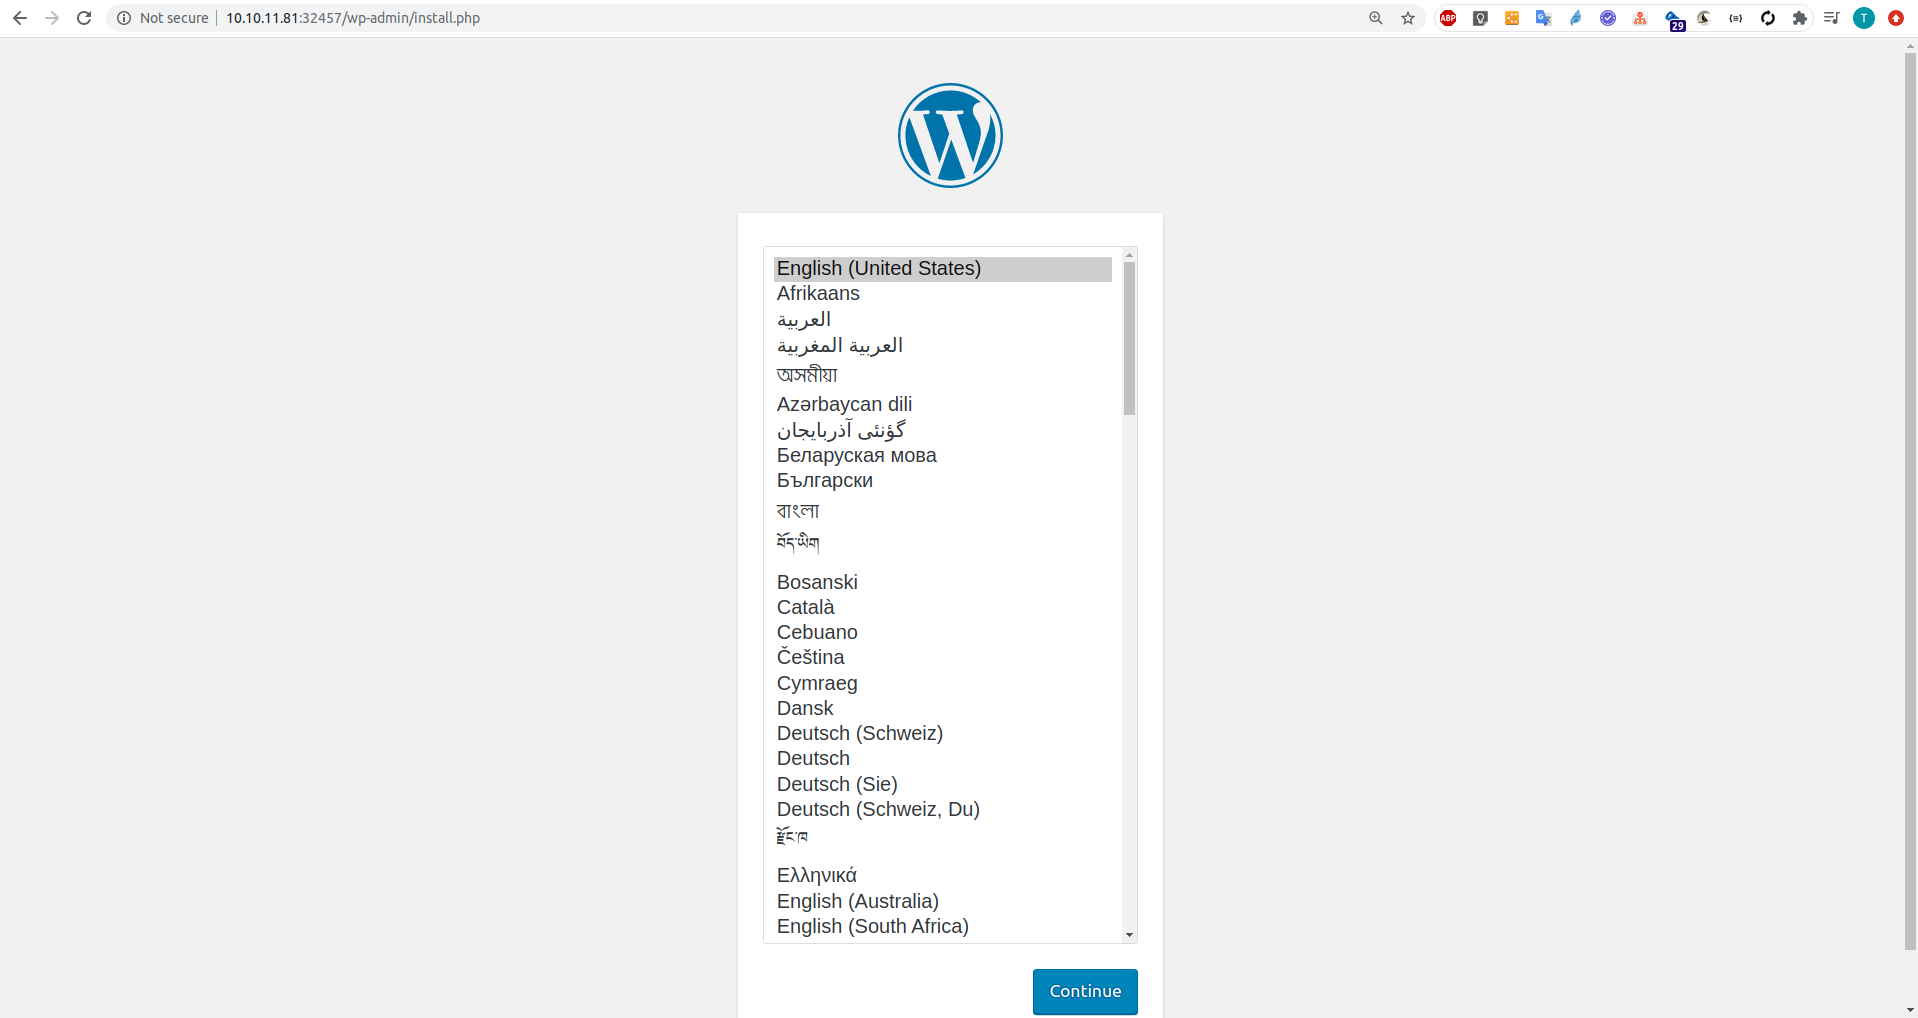 Not secure
10.10.11.81:32457/wp-admin/install.php
ABP
29
T
English (United States)
Afrikaans
العربية
العربية المغربية
অসমীয়া
Azərbaycan dili
گؤنئی آذربایجان
Беларуская мова
Български
বাংলা
བོད་ཡིག
Bosanski
Català
Cebuano
Čeština
Cymraeg
Dansk
Deutsch (Schweiz)
Deutsch
Deutsch (Sie)
Deutsch (Schweiz, Du)
རྫོང་ཁ
Ελληνικά
English (Australia)
English (South Africa)
Continue